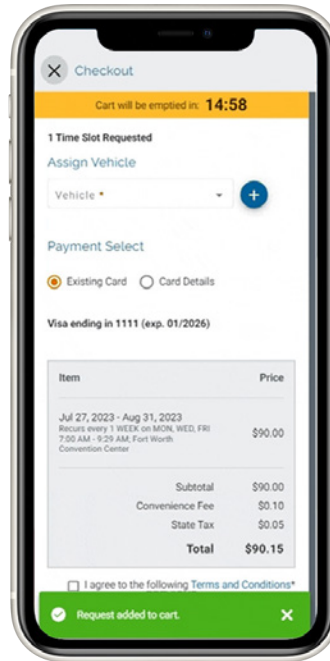 Checkout
Cart will be emptied in: 14:58
1 Time Slot Requested
Assign Vehicle
Vehicle *
+
Payment Select
Existing Card Card Details
Visa ending in 1111 (exp. 01/2026)
Item Price
Jul 27, 2023 - Aug 31, 2023
Recurs every 1 WEEK on MON, WED, FRI
7:00 AM - 9:29 AM, Fort Worth $90.00
Convention Center
Subtotal $90.00
Convenience Fee $0.10
State Tax $0.05
Total $90.15
I agree to the following Terms and Conditions*
Request added to cart.